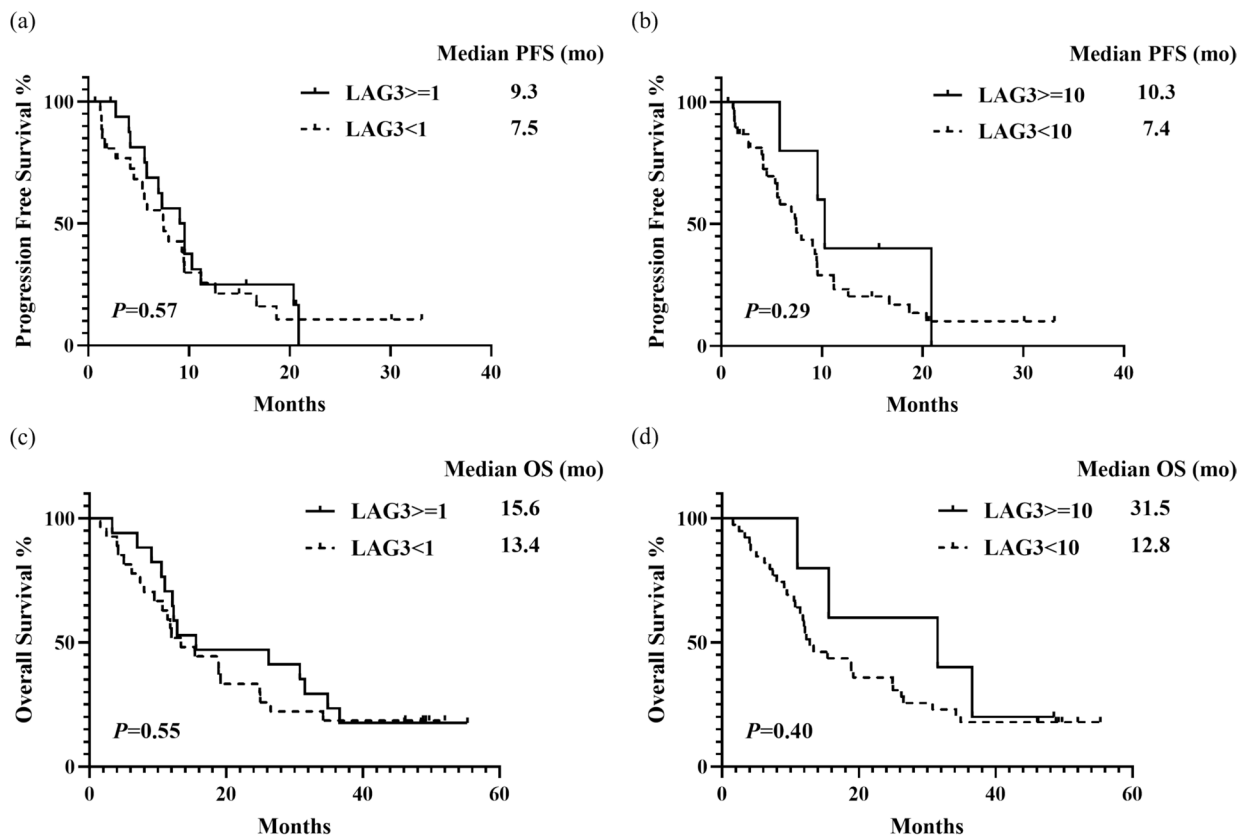 (a)
Median PFS (mo)
LAG3>=1 9.3
LAG3<1 7.5
Progression Free Survival %
100
50
0
P=0.57
0 10 20 30 40
Months
(b)
Median PFS (mo)
LAG3>=10 10.3
LAG3<10 7.4
Progression Free Survival %
100
50
0
P=0.29
0 10 20 30 40
Months
(c)
Median OS (mo)
LAG3>=1 15.6
LAG3<1 13.4
Overall Survival %
100
50
0
P=0.55
0 20 40 60
Months
(d)
Median OS (mo)
LAG3>=10 31.5
LAG3<10 12.8
Overall Survival %
100
50
0
P=0.40
0 20 40 60
Months